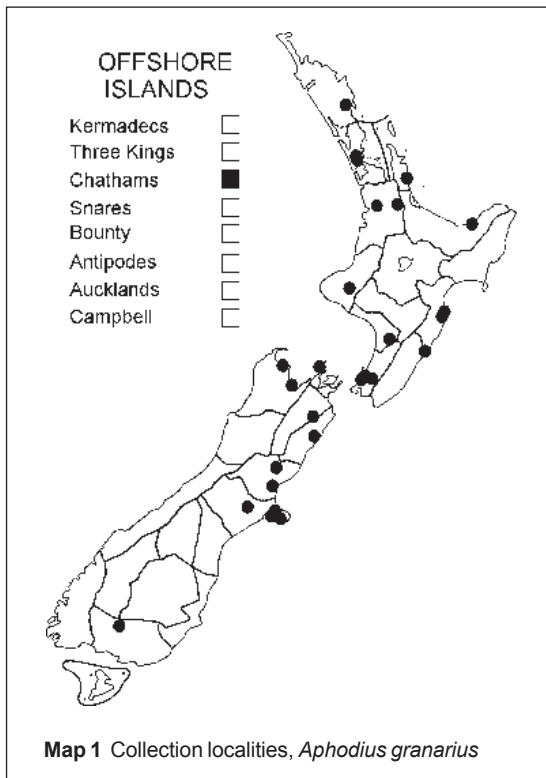 OFFSHORE
ISLANDS
Kermadecs
Three Kings
Chathams
Snares
Bounty
Antipodes
Aucklands
Campbell
Map 1 Collection localities, Aphodius granarius